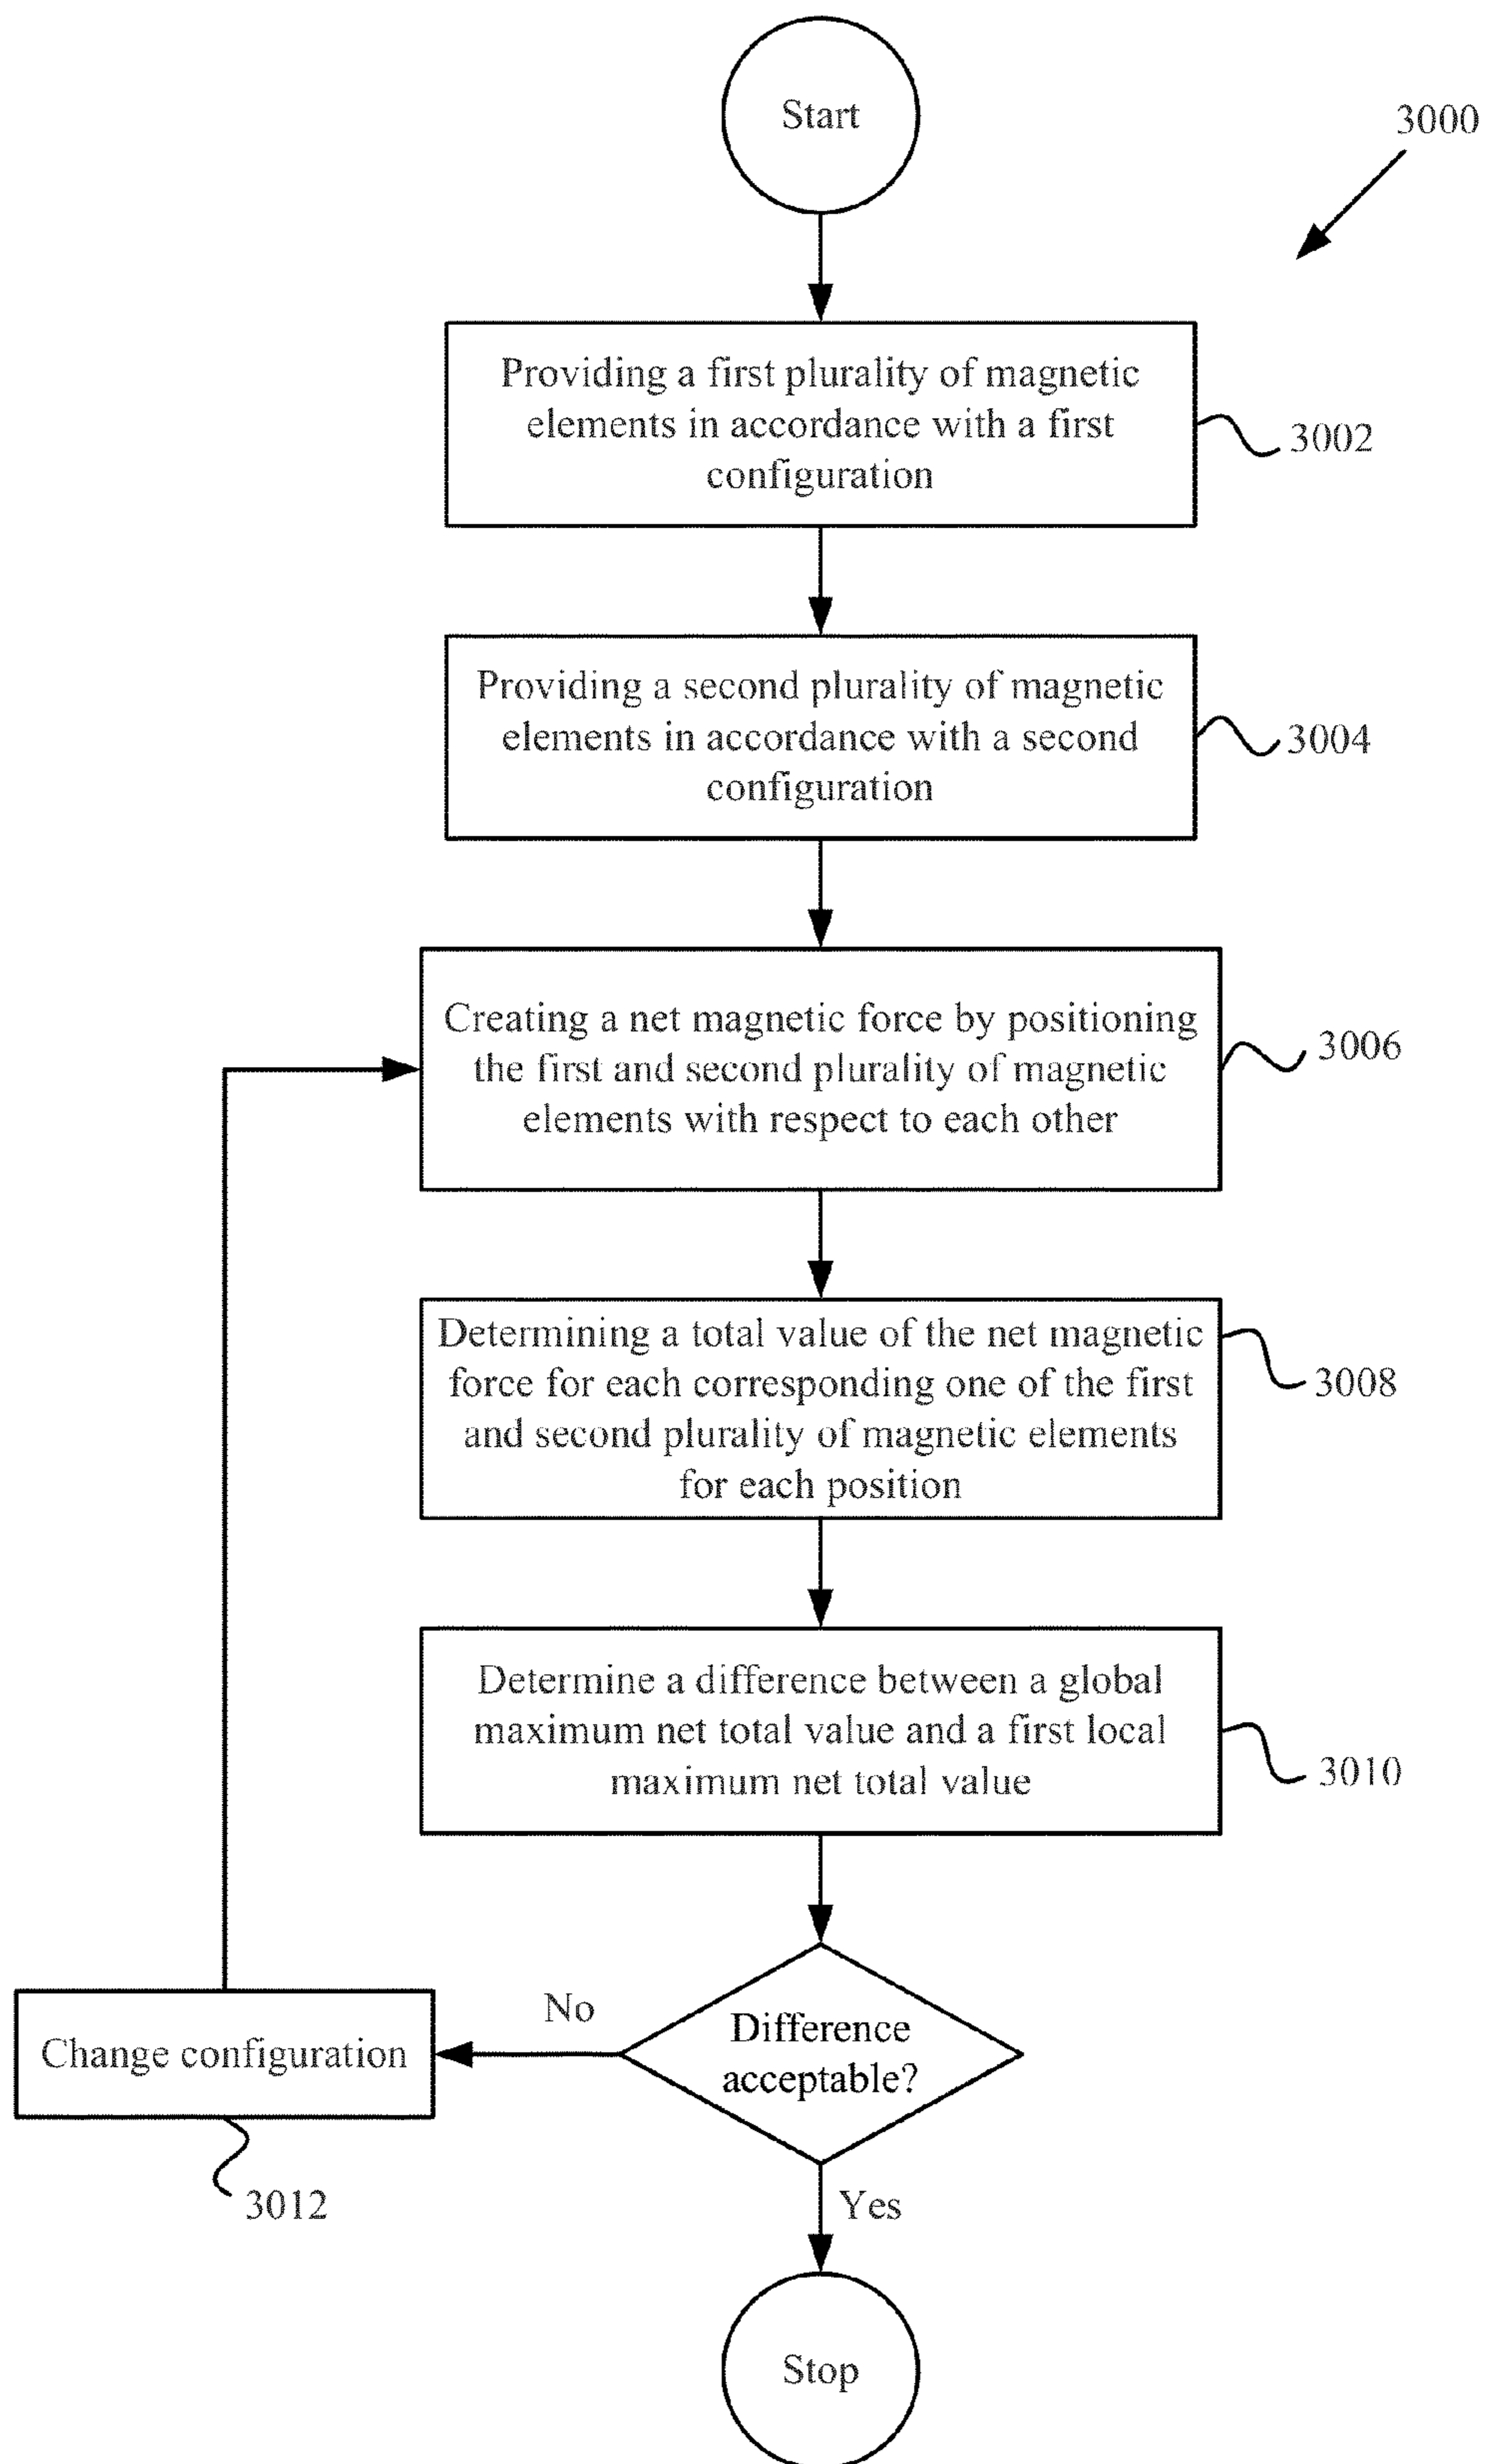 Start
3000
Providing a first plurality of magnetic
elements in accordance with a first
configuration
3002
Providing a second plurality of magnetic
elements in accordance with a second
configuration
3004
Creating a net magnetic force by positioning
the first and second plurality of magnetic
elements with respect to each other
3006
Determining a total value of the net magnetic
force for each corresponding one of the first
and second plurality of magnetic elements
for each position
3008
Determine a difference between a global
maximum net total value and a first local
maximum net total value
3010
Difference
acceptable?
No
Change configuration
3012
Yes
Stop